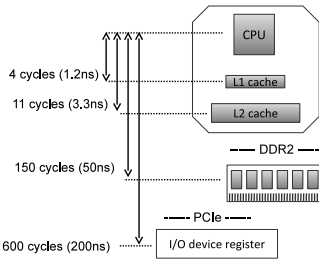 CPU
4 cycles (1.2ns)
L1 cache
11 cycles (3.3ns)
L2 cache
DDR2
150 cycles (50ns)
PCIe
600 cycles (200ns)
I/O device register